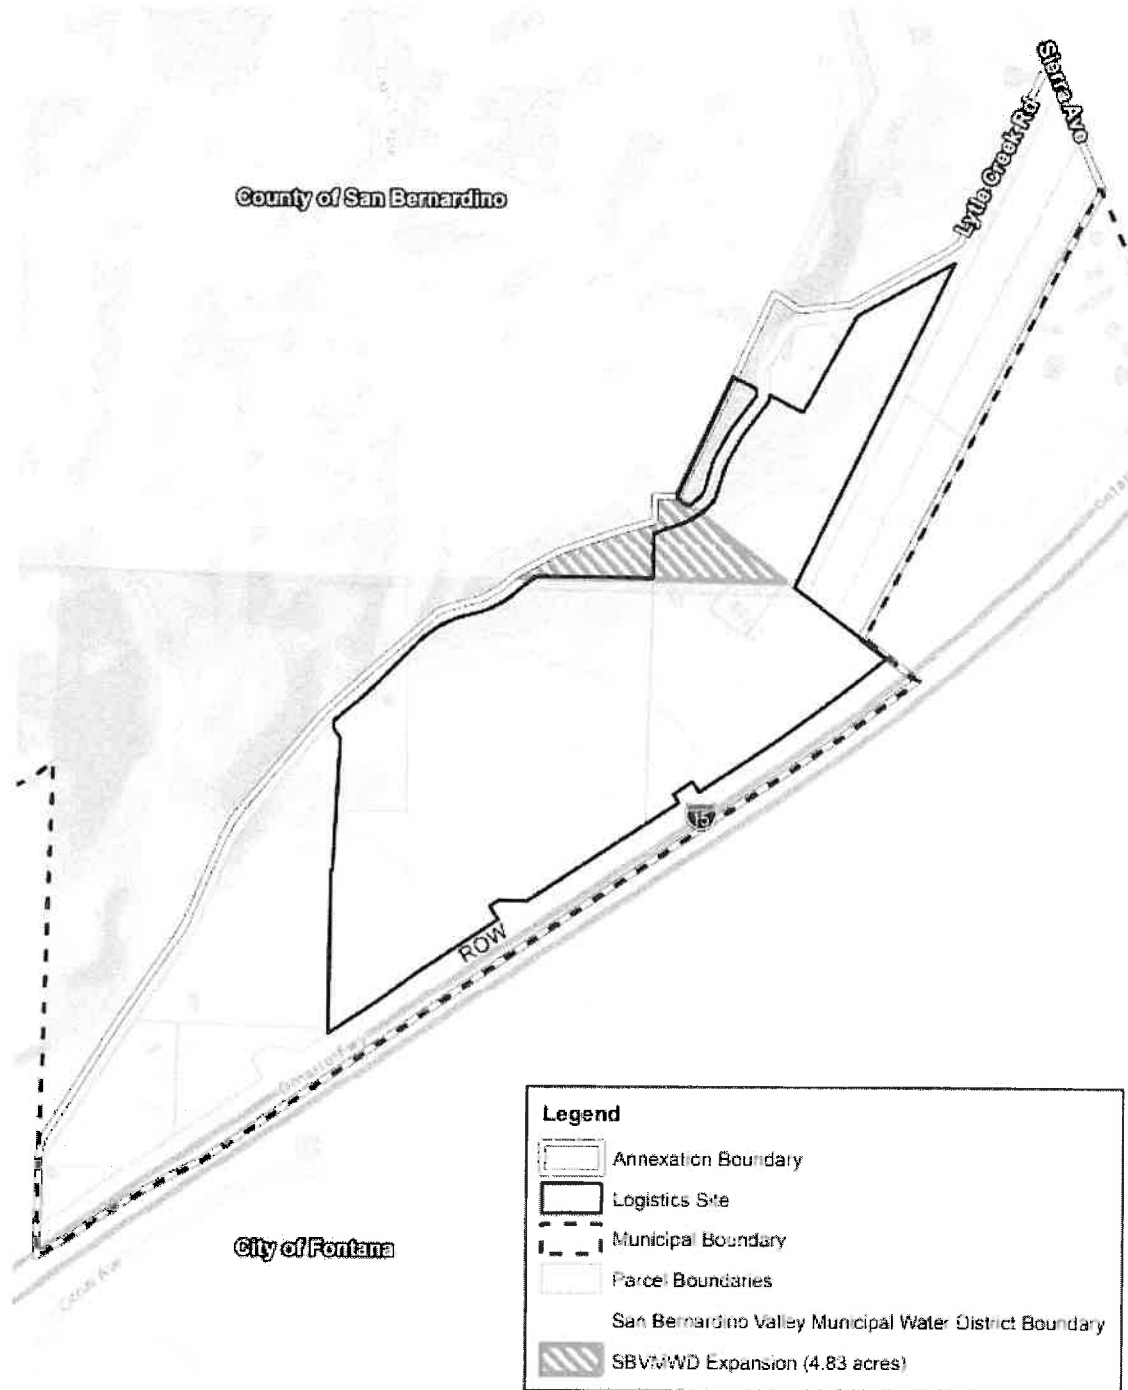 Sierra Ave
Lytle Creek Rd
County of San Bernardino
15
ROW
City of Fontana
Legend
Annexation Boundary
Logistics Site
Municipal Boundary
Parcel Boundaries
San Bernardino Valley Municipal Water District Boundary
SBVMWD Expansion (4.83 acres)